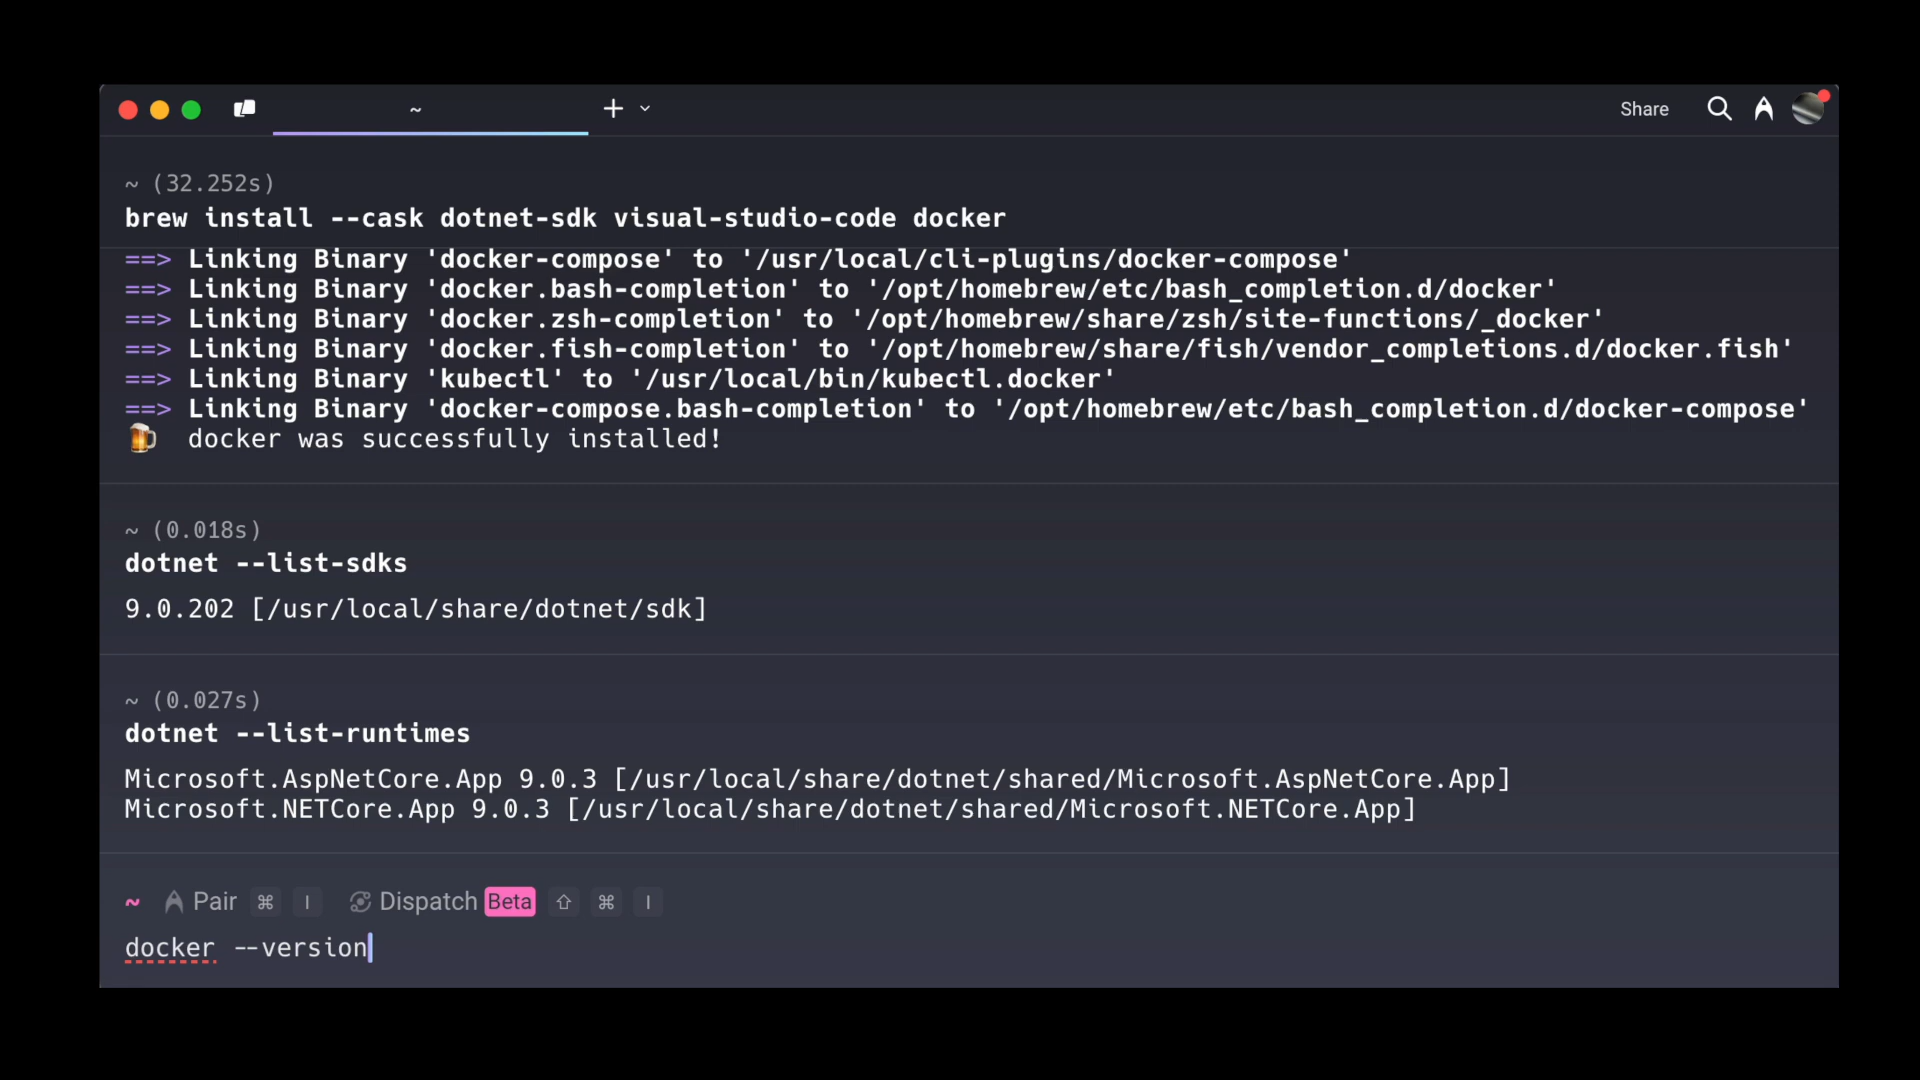 ~
Share
~ (32.252s)
brew install --cask dotnet-sdk visual-studio-code docker
==> Linking Binary 'docker-compose' to '/usr/local/cli-plugins/docker-compose'
==> Linking Binary 'docker.bash-completion' to '/opt/homebrew/etc/bash_completion.d/docker'
==> Linking Binary 'docker.zsh-completion' to '/opt/homebrew/share/zsh/site-functions/_docker'
==> Linking Binary 'docker.fish-completion' to '/opt/homebrew/share/fish/vendor_completions.d/docker.fish'
==> Linking Binary 'kubectl' to '/usr/local/bin/kubectl.docker'
==> Linking Binary 'docker-compose.bash-completion' to '/opt/homebrew/etc/bash_completion.d/docker-compose'
🍺 docker was successfully installed!
~ (0.018s)
dotnet --list-sdks
9.0.202 [/usr/local/share/dotnet/sdk]
~ (0.027s)
dotnet --list-runtimes
Microsoft.AspNetCore.App 9.0.3 [/usr/local/share/dotnet/shared/Microsoft.AspNetCore.App]
Microsoft.NETCore.App 9.0.3 [/usr/local/share/dotnet/shared/Microsoft.NETCore.App]
~ Pair ⌘ I Dispatch Beta ⇧ ⌘ I
docker --version